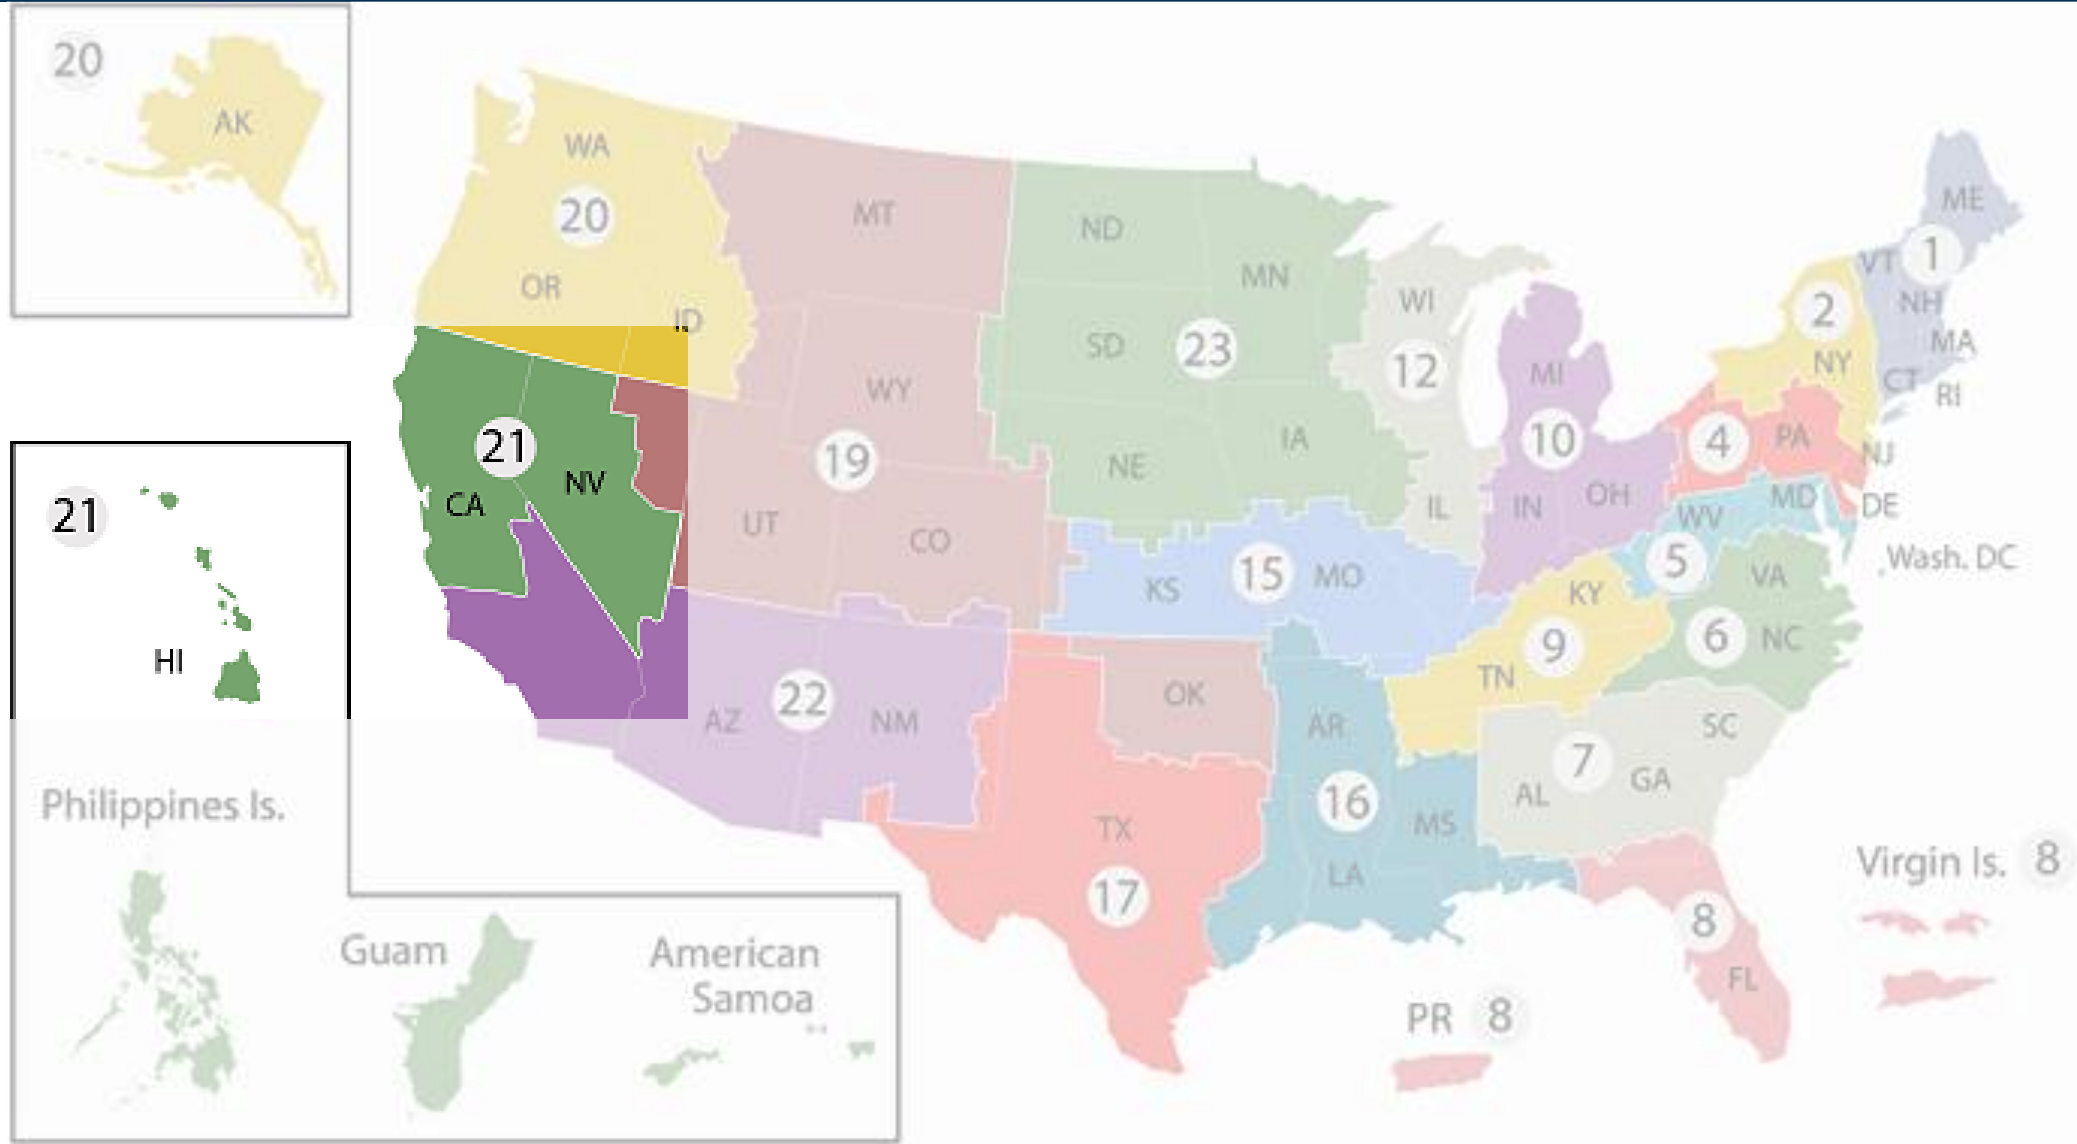 20
AK
WA
20
OR
ID
MT
ND
MN
SD
23
WI
12
MI
10
ME
1
VT
NH
MA
CT
RI
2
NY
4
PA
NJ
21
CA
NV
19
WY
UT
CO
NE
IA
IL
IN
OH
WV
MD
DE
5
Wash. DC
21
HI
KS
15
MO
KY
VA
9
6
NC
TN
22
AZ
NM
OK
AR
SC
7
GA
AL
16
MS
LA
TX
17
Philippines Is.
Guam
American
Samoa
PR 8
8
FL
Virgin Is. 8